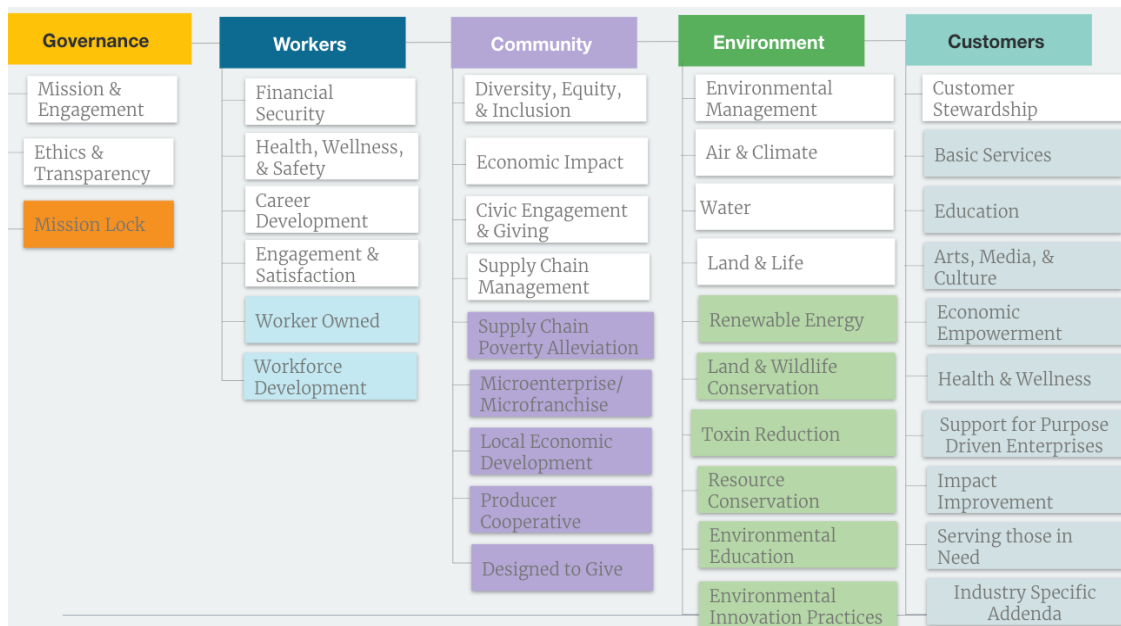 Governance
Mission &
Engagement
Ethics &
Transparency
Mission Lock
Workers
Financial
Security
Health, Wellness,
& Safety
Career
Development
Engagement &
Satisfaction
Worker Owned
Workforce
Development
Community
Diversity, Equity,
& Inclusion
Economic Impact
Civic Engagement
& Giving
Supply Chain
Management
Supply Chain
Poverty Alleviation
Microenterprise/
Microfranchise
Local Economic
Development
Producer
Cooperative
Designed to Give
Environment
Environmental
Management
Air & Climate
Water
Land & Life
Renewable Energy
Land & Wildlife
Conservation
Toxin Reduction
Resource
Conservation
Environmental
Education
Environmental
Innovation Practices
Customers
Customer
Stewardship
Basic Services
Education
Arts, Media, &
Culture
Economic
Empowerment
Health & Wellness
Support for Purpose
Driven Enterprises
Impact
Improvement
Serving those in
Need
Industry Specific
Addenda